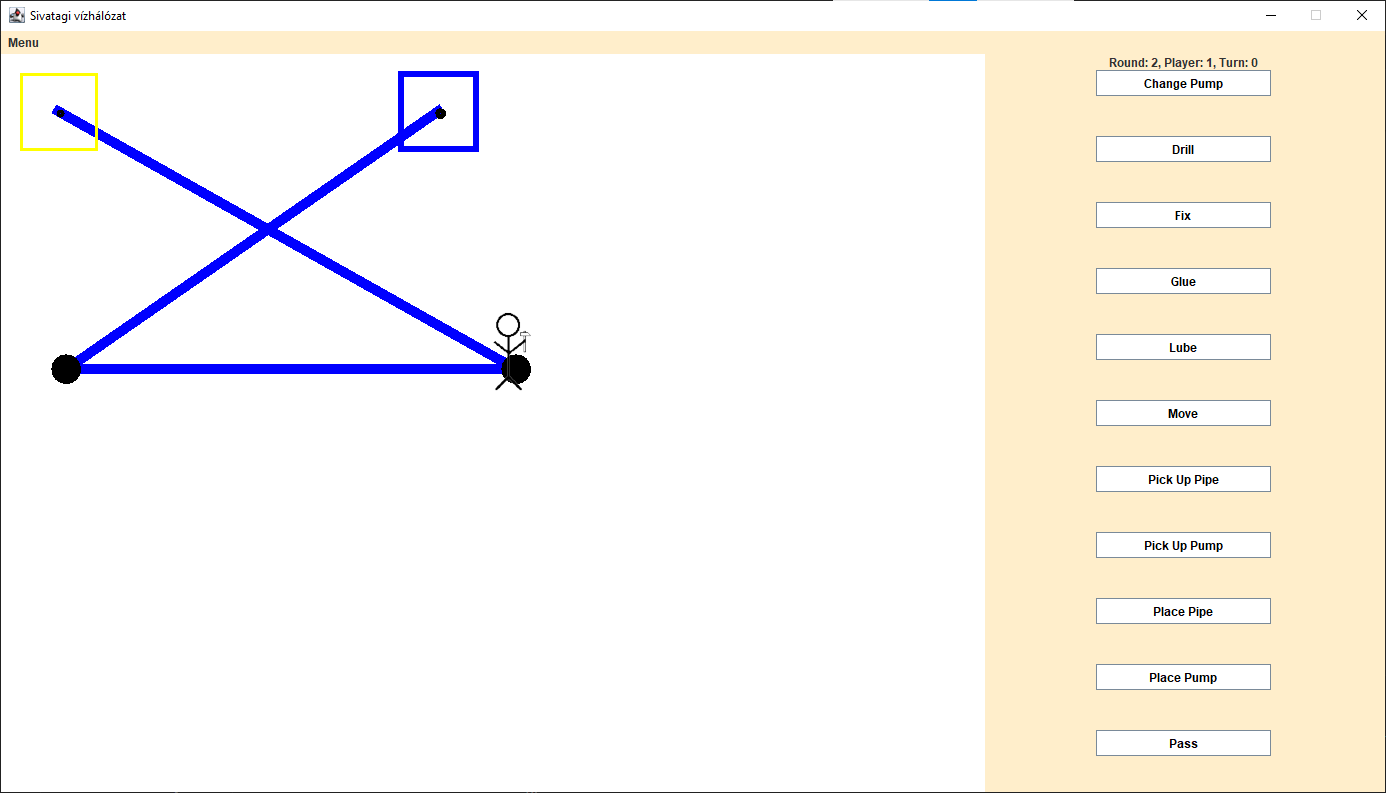 Sivatagi vízhálózat
Menu
Round: 2, Player: 1, Turn: 0
Change Pump
Drill
Fix
Glue
Lube
Move
Pick Up Pipe
Pick Up Pump
Place Pipe
Place Pump
Pass